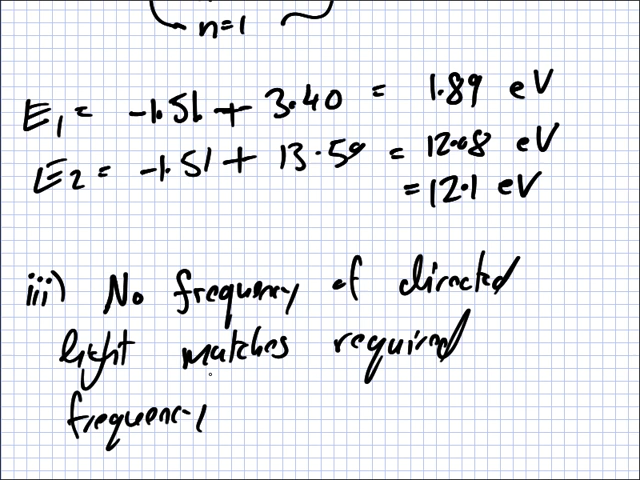 n=1
E1 = -1.51 + 3.40 = 1.89 eV
E2 = -1.51 + 13.59 = 12.08 eV
= 12.1 eV
iii) No frequency of directed
light matches required
frequency